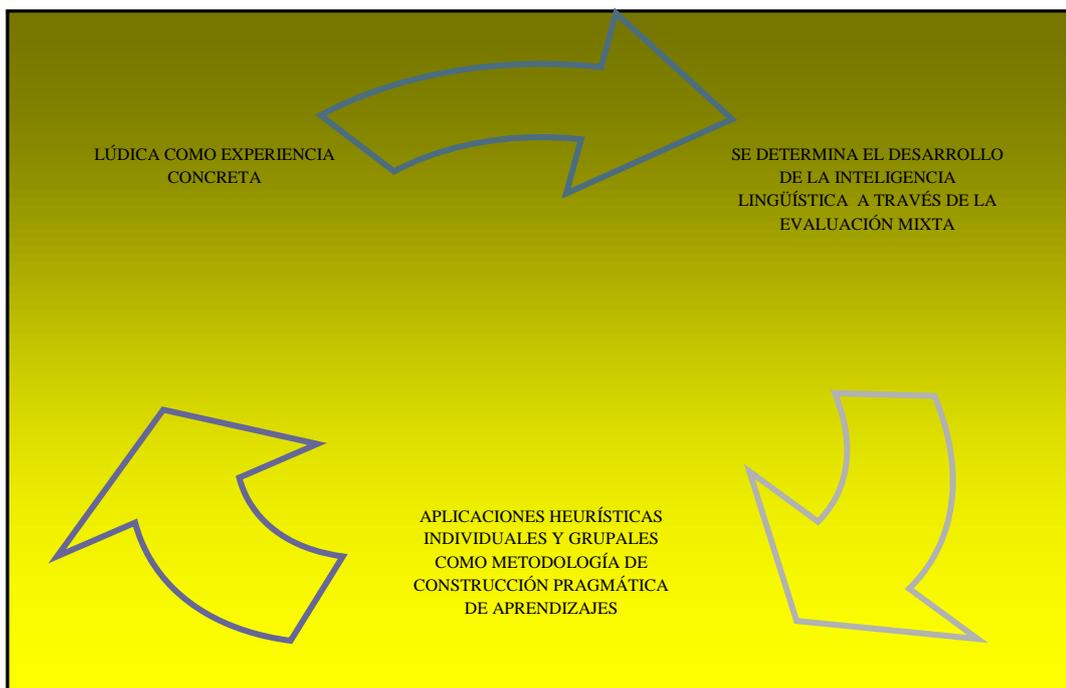 LÚDICA COMO EXPERIENCIA
CONCRETA
SE DETERMINA EL DESARROLLO
DE LA INTELIGENCIA
LINGÜÍSTICA A TRAVÉS DE LA
EVALUACIÓN MIXTA
APLICACIONES HEURÍSTICAS
INDIVIDUALES Y GRUPALES
COMO METODOLOGÍA DE
CONSTRUCCIÓN PRAGMÁTICA
DE APRENDIZAJES